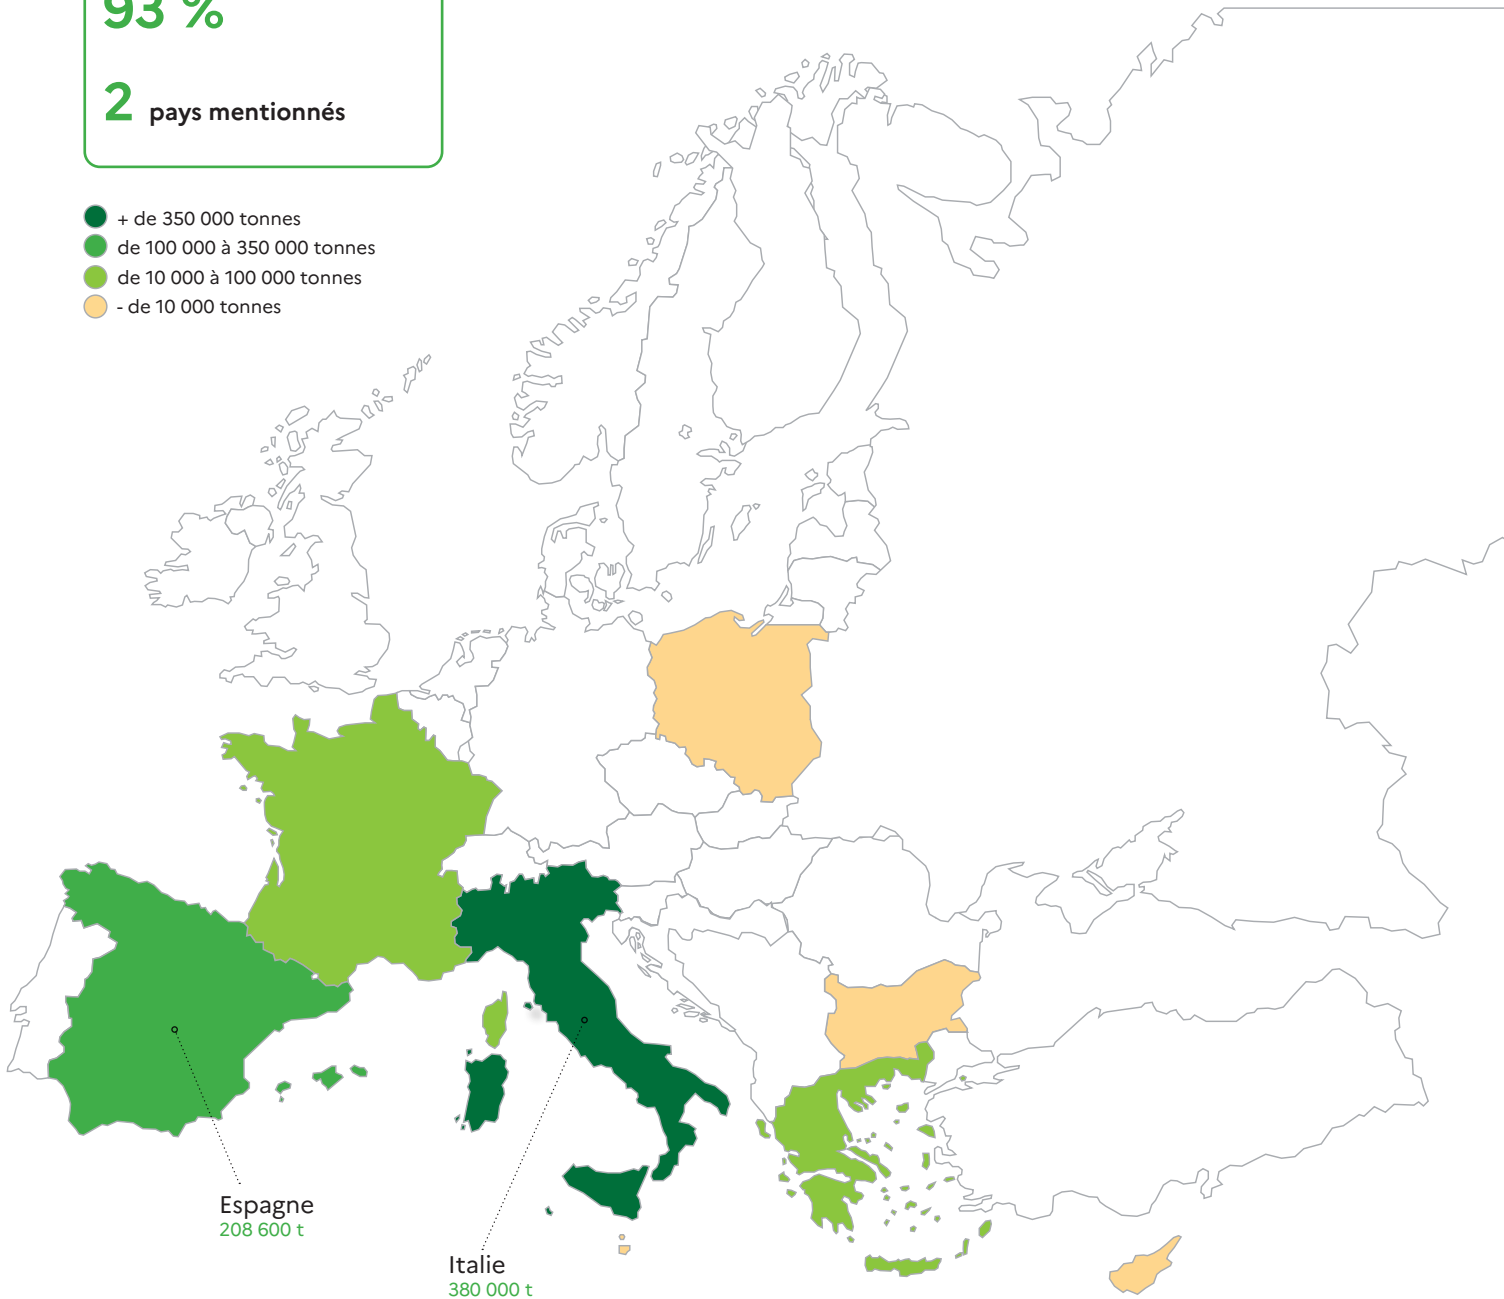 93 %
2 pays mentionnés
+ de 350 000 tonnes
de 100 000 à 350 000 tonnes
de 10 000 à 100 000 tonnes
- de 10 000 tonnes
Espagne
208 600 t
Italie
380 000 t